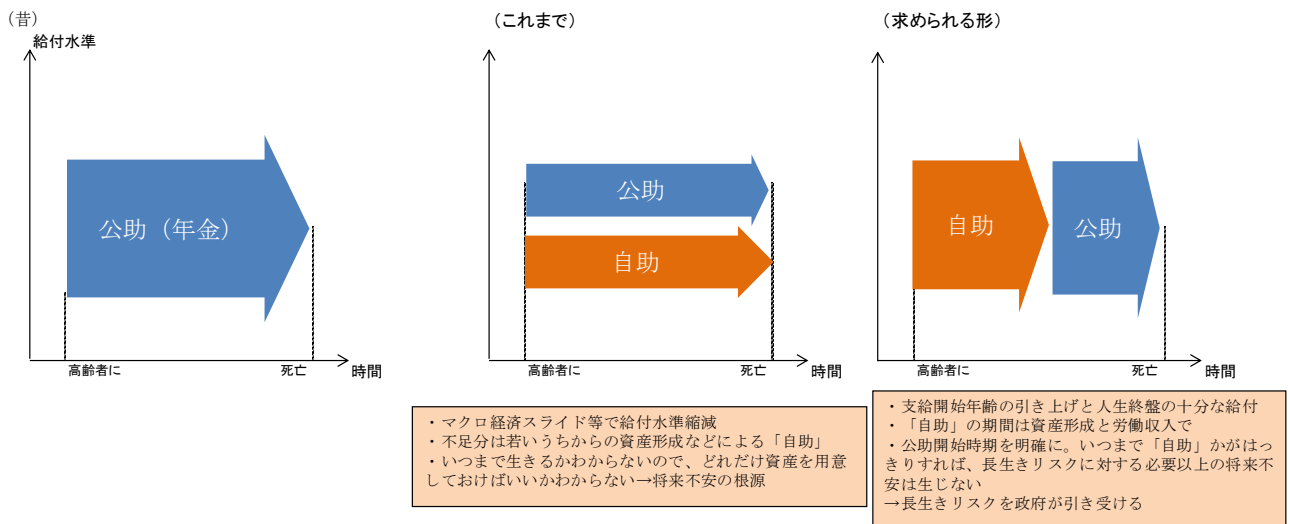 （昔）
給付水準
公助（年金）
高齢者に
死亡
時間
（これまで）
公助
自助
高齢者に
死亡
時間
・マクロ経済スライド等で給付水準縮減
・不足分は若いうちからの資産形成などによる「自助」
・いつまで生きるかわからないので、どれだけ資産を用意
しておけばいいかわからない→将来不安の根源
（求められる形）
自助
公助
高齢者に
死亡
時間
・支給開始年齢の引き上げと人生終盤の十分な給付
・「自助」の期間は資産形成と労働収入で
・公助開始時期を明確に。いつまで「自助」かがはっ
きりすれば、長生きリスクに対する必要以上の将来不
安は生じない
→長生きリスクを政府が引き受ける